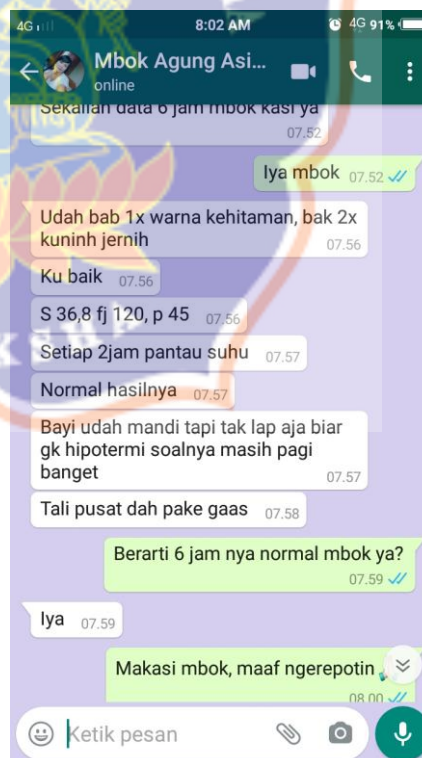 4G
8:02 AM
4G 91%
Mbok Agung Asi...
online
Sekalian data 6 jam mbok kasi ya
07.52
Iya mbok 07.52
Udah bab 1x warna kehitaman, bak 2x
kuninh jernih
07.56
Ku baik 07.56
S 36,8 fj 120, p 45 07.56
Setiap 2jam pantau suhu 07.57
Normal hasilnya 07.57
Bayi udah mandi tapi tak lap aja biar
gk hipotermi soalnya masih pagi
banget
07.57
Tali pusat dah pake gaas 07.58
Berarti 6 jam nya normal mbok ya?
07.59
Iya 07.59
Makasi mbok, maaf ngerepotin
08.00
Ketik pesan